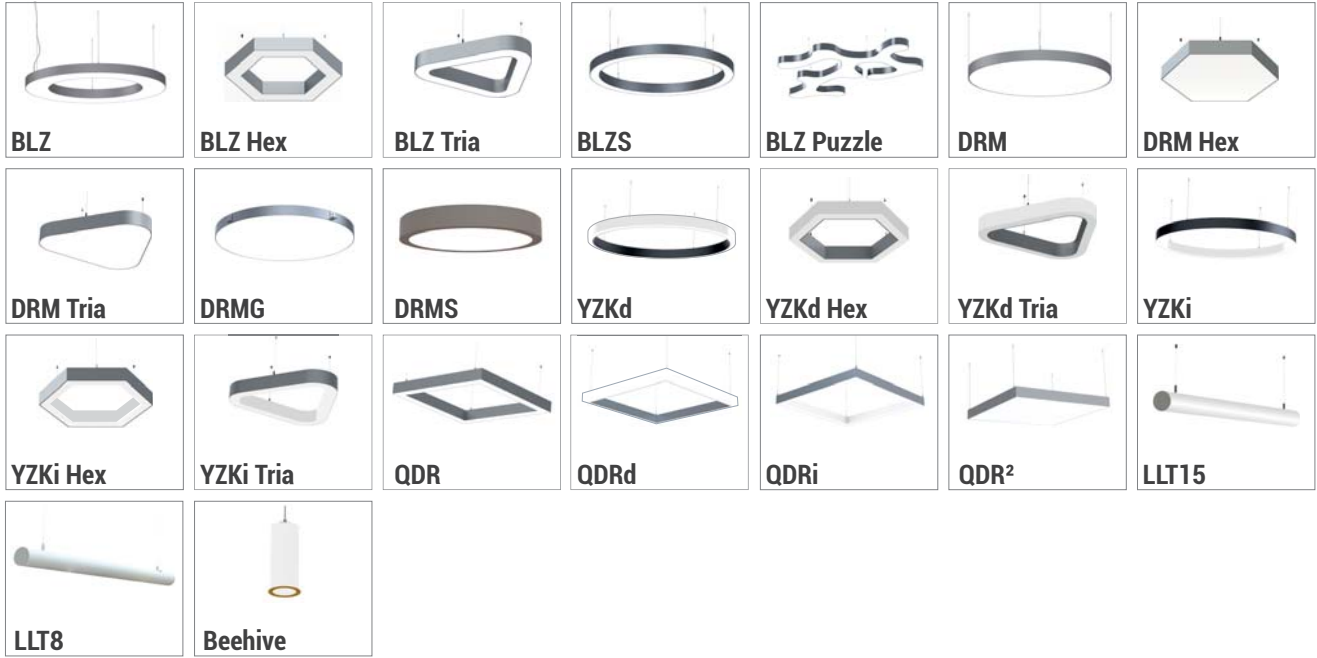 BLZ
BLZ Hex
BLZ Tria
BLZS
BLZ Puzzle
DRM
DRM Hex
DRM Tria
DRMG
DRMS
YZKd
YZKd Hex
YZKd Tria
YZKi
YZKi Hex
YZKi Tria
QDR
QDRd
QDRi
QDR²
LLT15
LLT8
Beehive